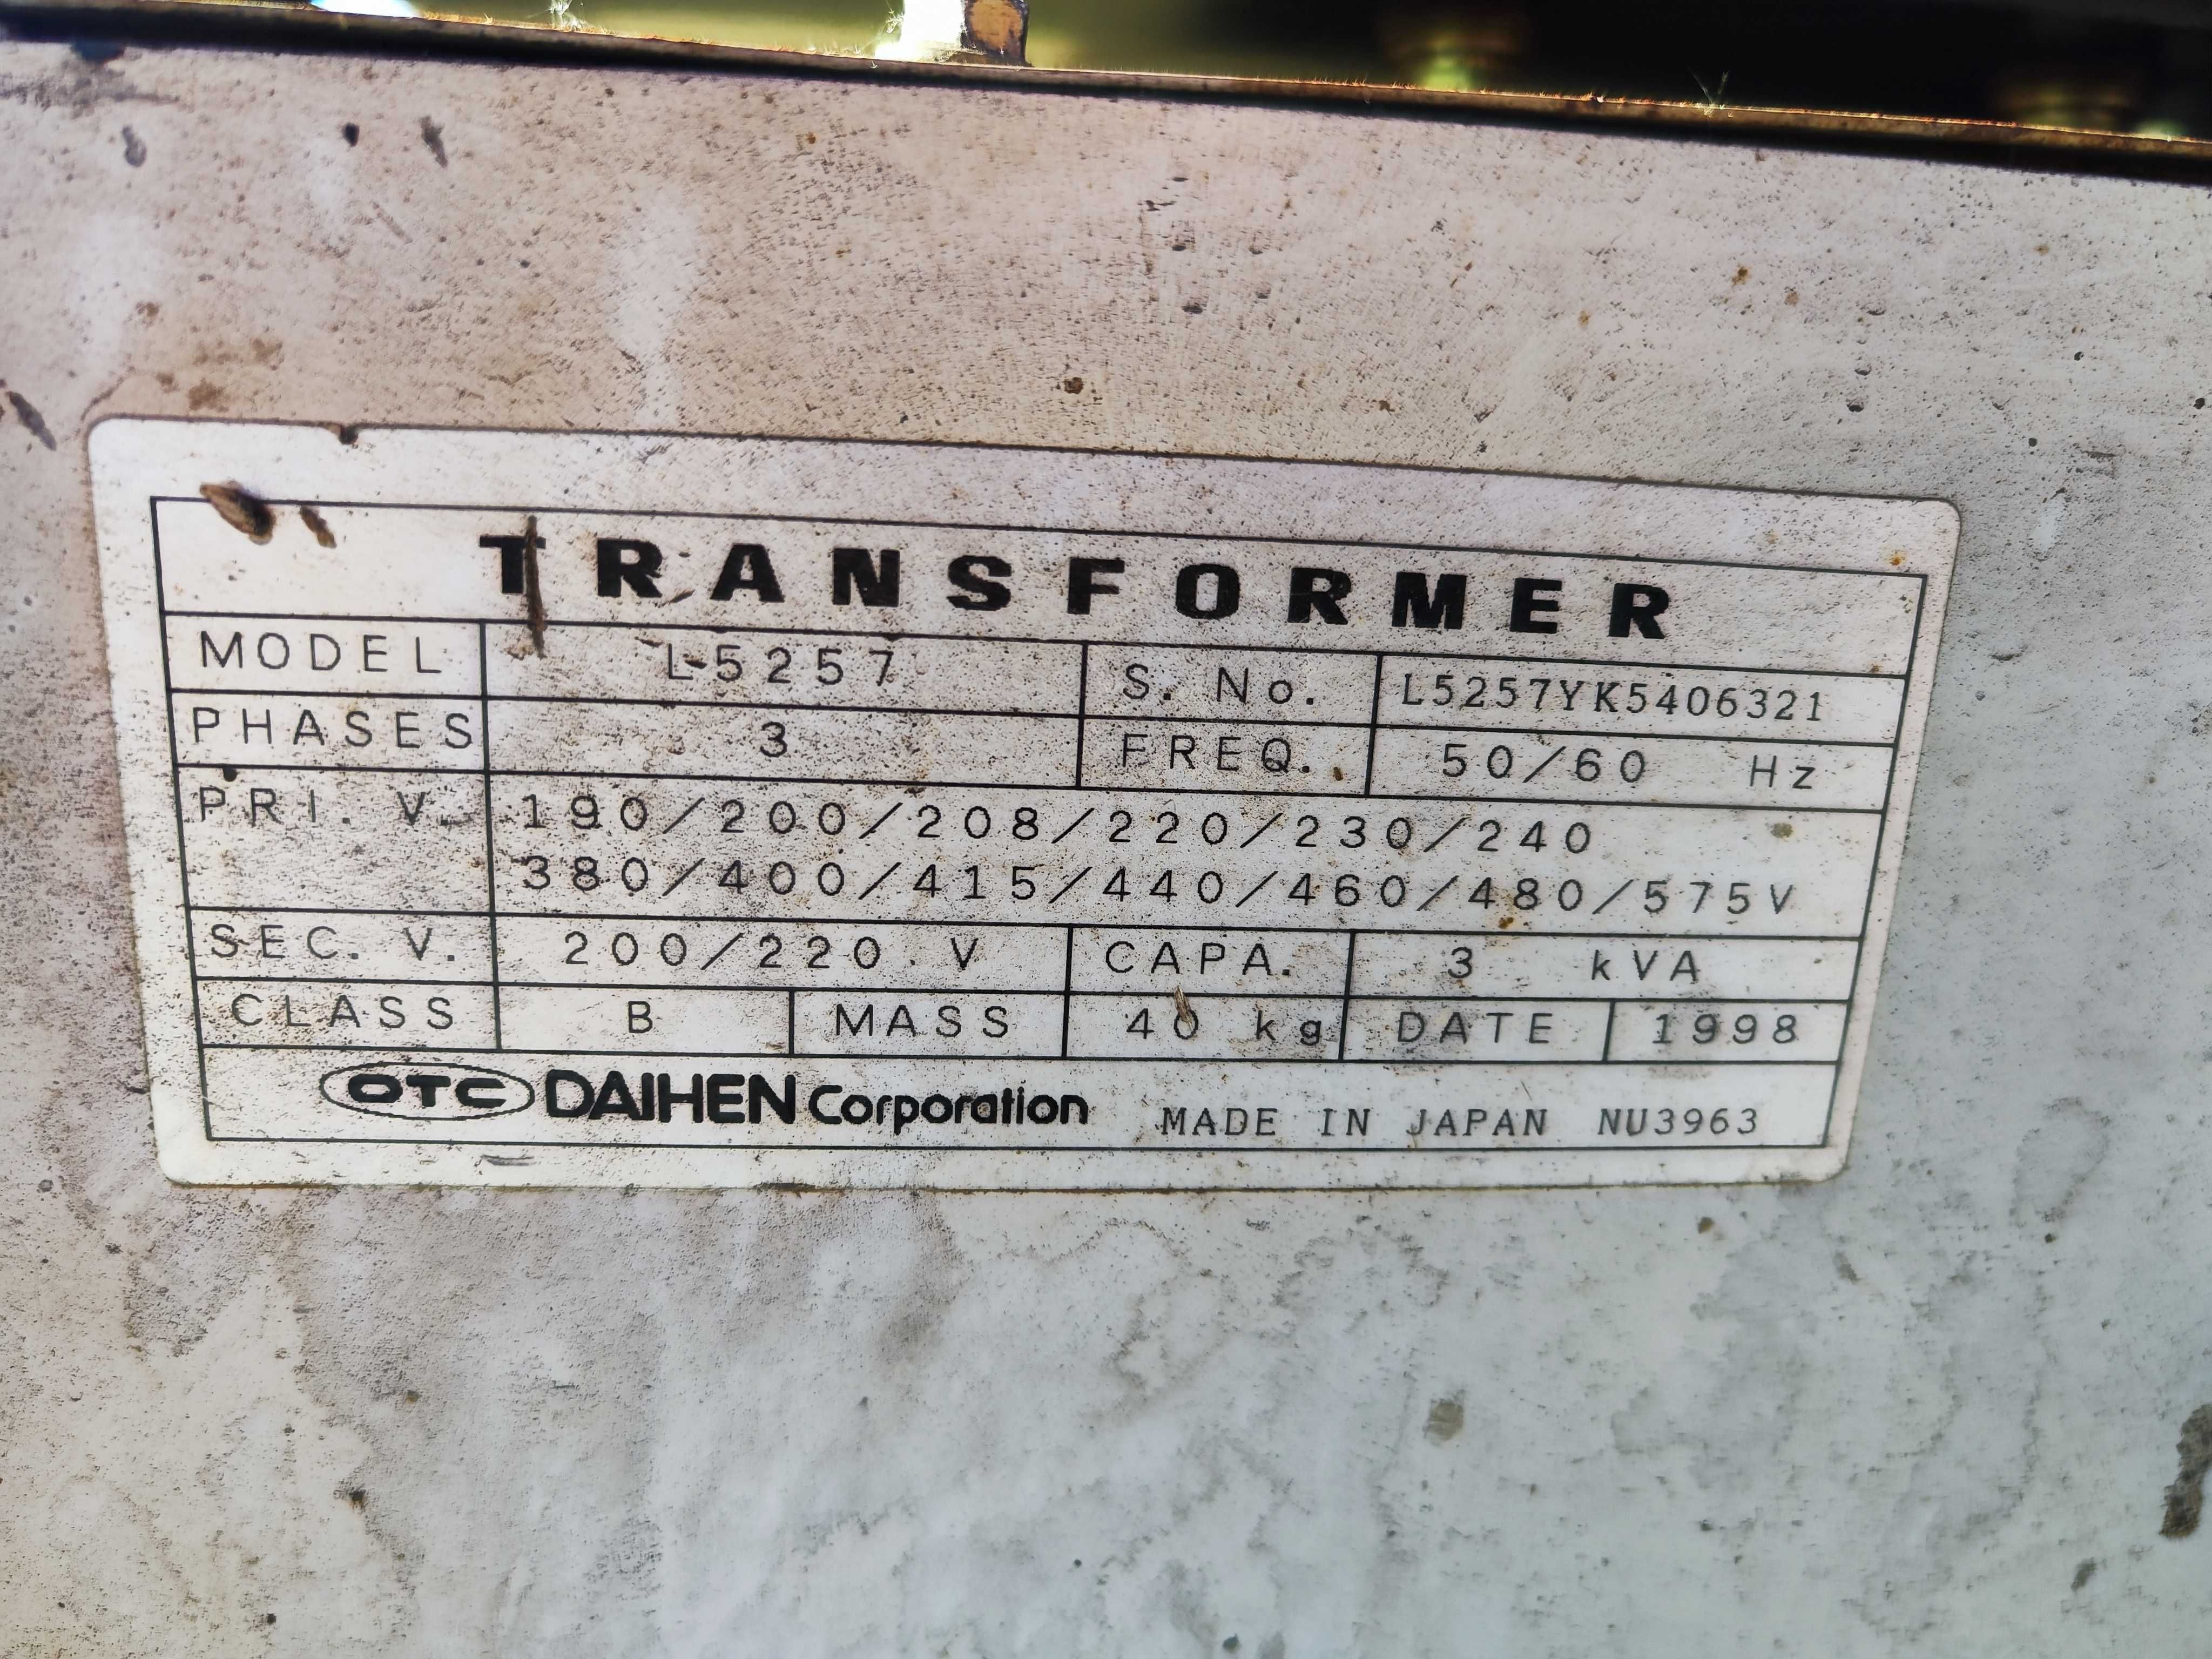 TRANSFORMER
MODEL L-5257 S. No. L5257YK5406321
PHASES 3 FREQ. 50/60 Hz
PRI. V. 190/200/208/220/230/240
380/400/415/440/460/480/575V
SEC. V. 200/220 V CAPA. 3 kVA
CLASS B MASS 40 kg DATE 1998
OTC DAIHEN Corporation MADE IN JAPAN NU3963